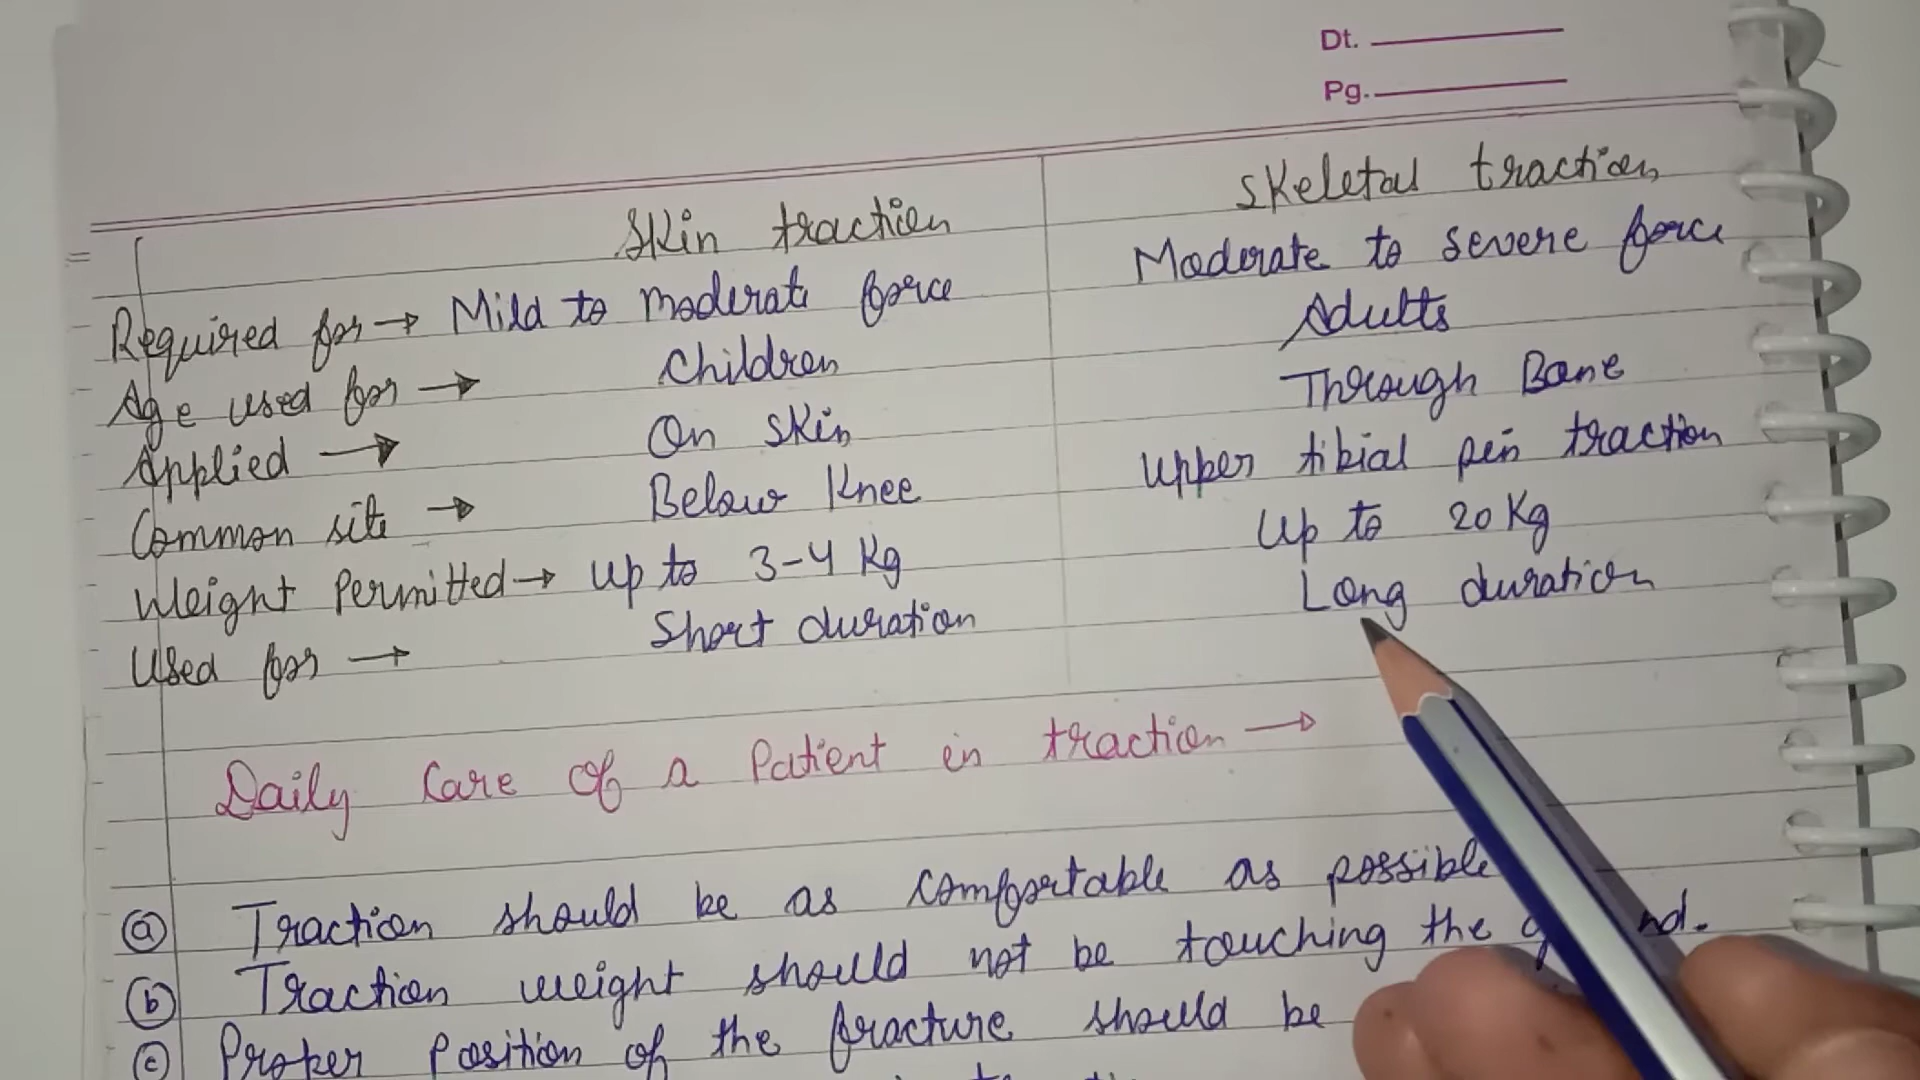 Dt.
Pg.
Skin traction Skeletal traction
Required for → Mild to moderate force Moderate to severe force
Age used for → Children Adults
Applied → On skin Through Bone
Common site → Below Knee Upper tibial pin traction
Weight Permitted → Up to 3-4 Kg Up to 20 Kg
Used for → Short duration Long duration
Daily Care Of a Patient in traction →
(a) Traction should be as comfortable as possible
(b) Traction weight should not be touching the
(c) Proper Position of the fracture should be